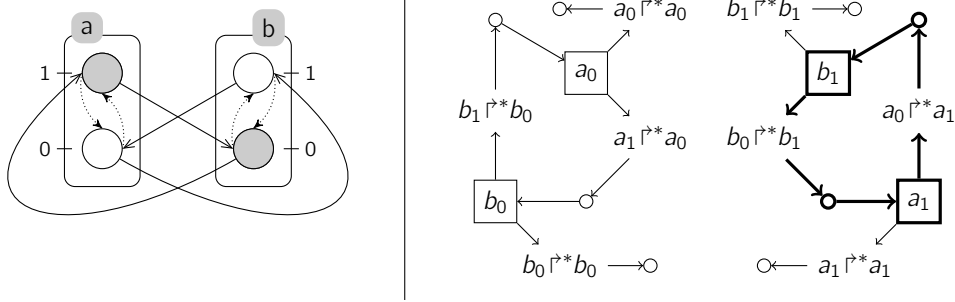 a b
1 1
0 0
a₀ ↱* a₀ b₁ ↱* b₁
a₀ b₁
b₁ ↱* b₀ a₀ ↱* a₁
a₁ ↱* a₀ b₀ ↱* b₁
b₀ a₁
b₀ ↱* b₀ a₁ ↱* a₁